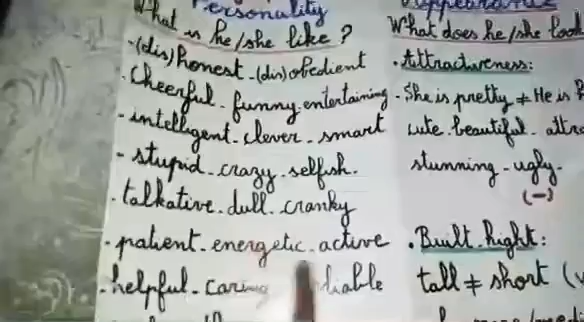 Personality
What is he/she like?
- (dis) honest - (dis) obedient
- cheerful - funny - entertaining
- intelligent - clever - smart
- stupid - crazy - selfish.
- talkative - dull - cranky
- patient - energetic - active
- helpful - caring
What does he/she look
• Attractiveness:
- She is pretty ≠ He is
cute - beautiful
stunning - ugly.
(-)
• Built. hight:
tall ≠ short